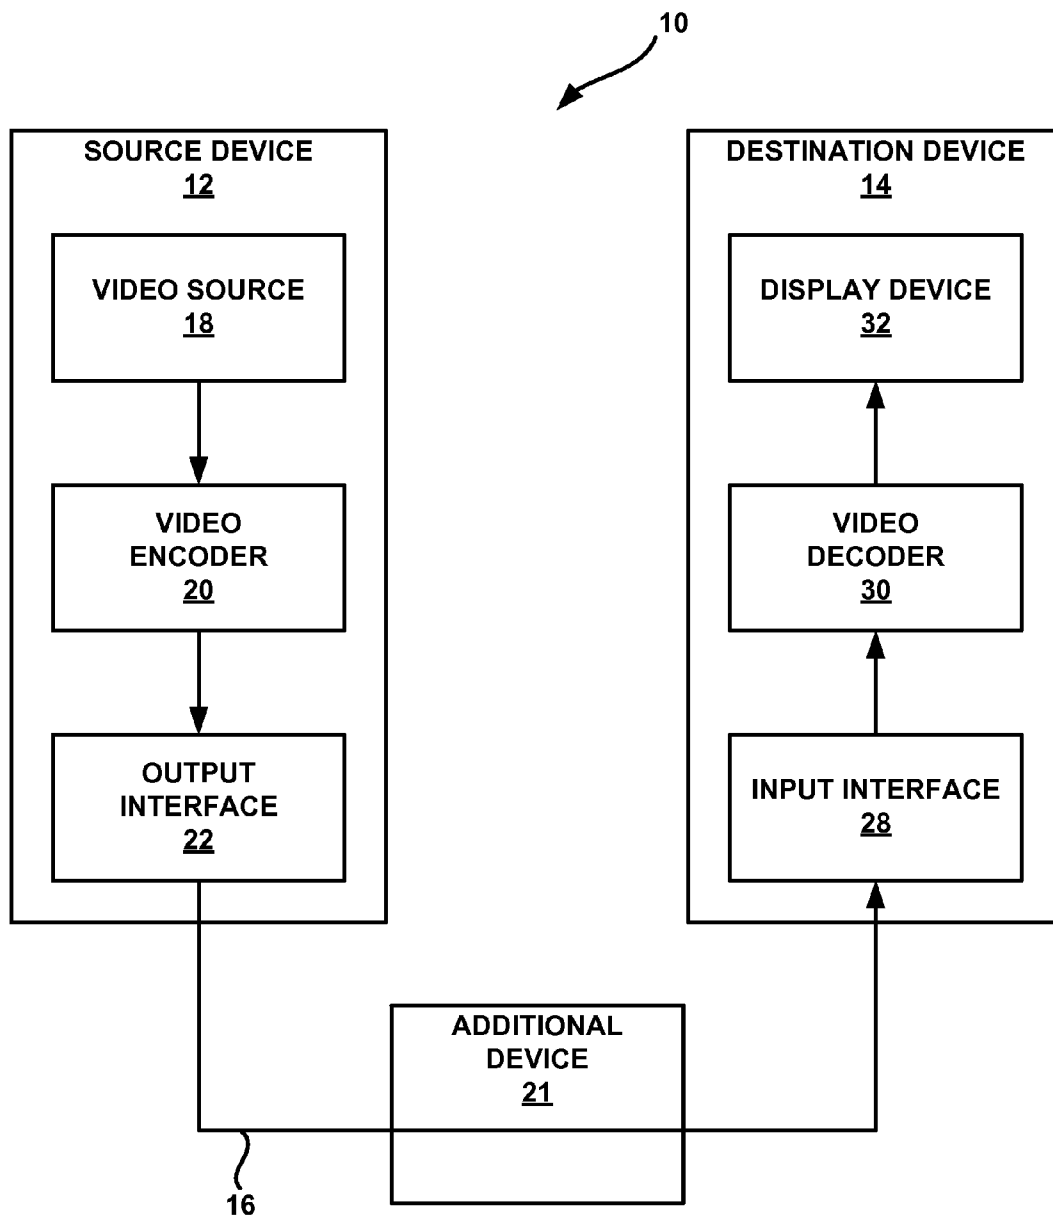 10
SOURCE DEVICE
12
VIDEO SOURCE
18
VIDEO
ENCODER
20
OUTPUT
INTERFACE
22
DESTINATION DEVICE
14
DISPLAY DEVICE
32
VIDEO
DECODER
30
INPUT INTERFACE
28
ADDITIONAL
DEVICE
21
16